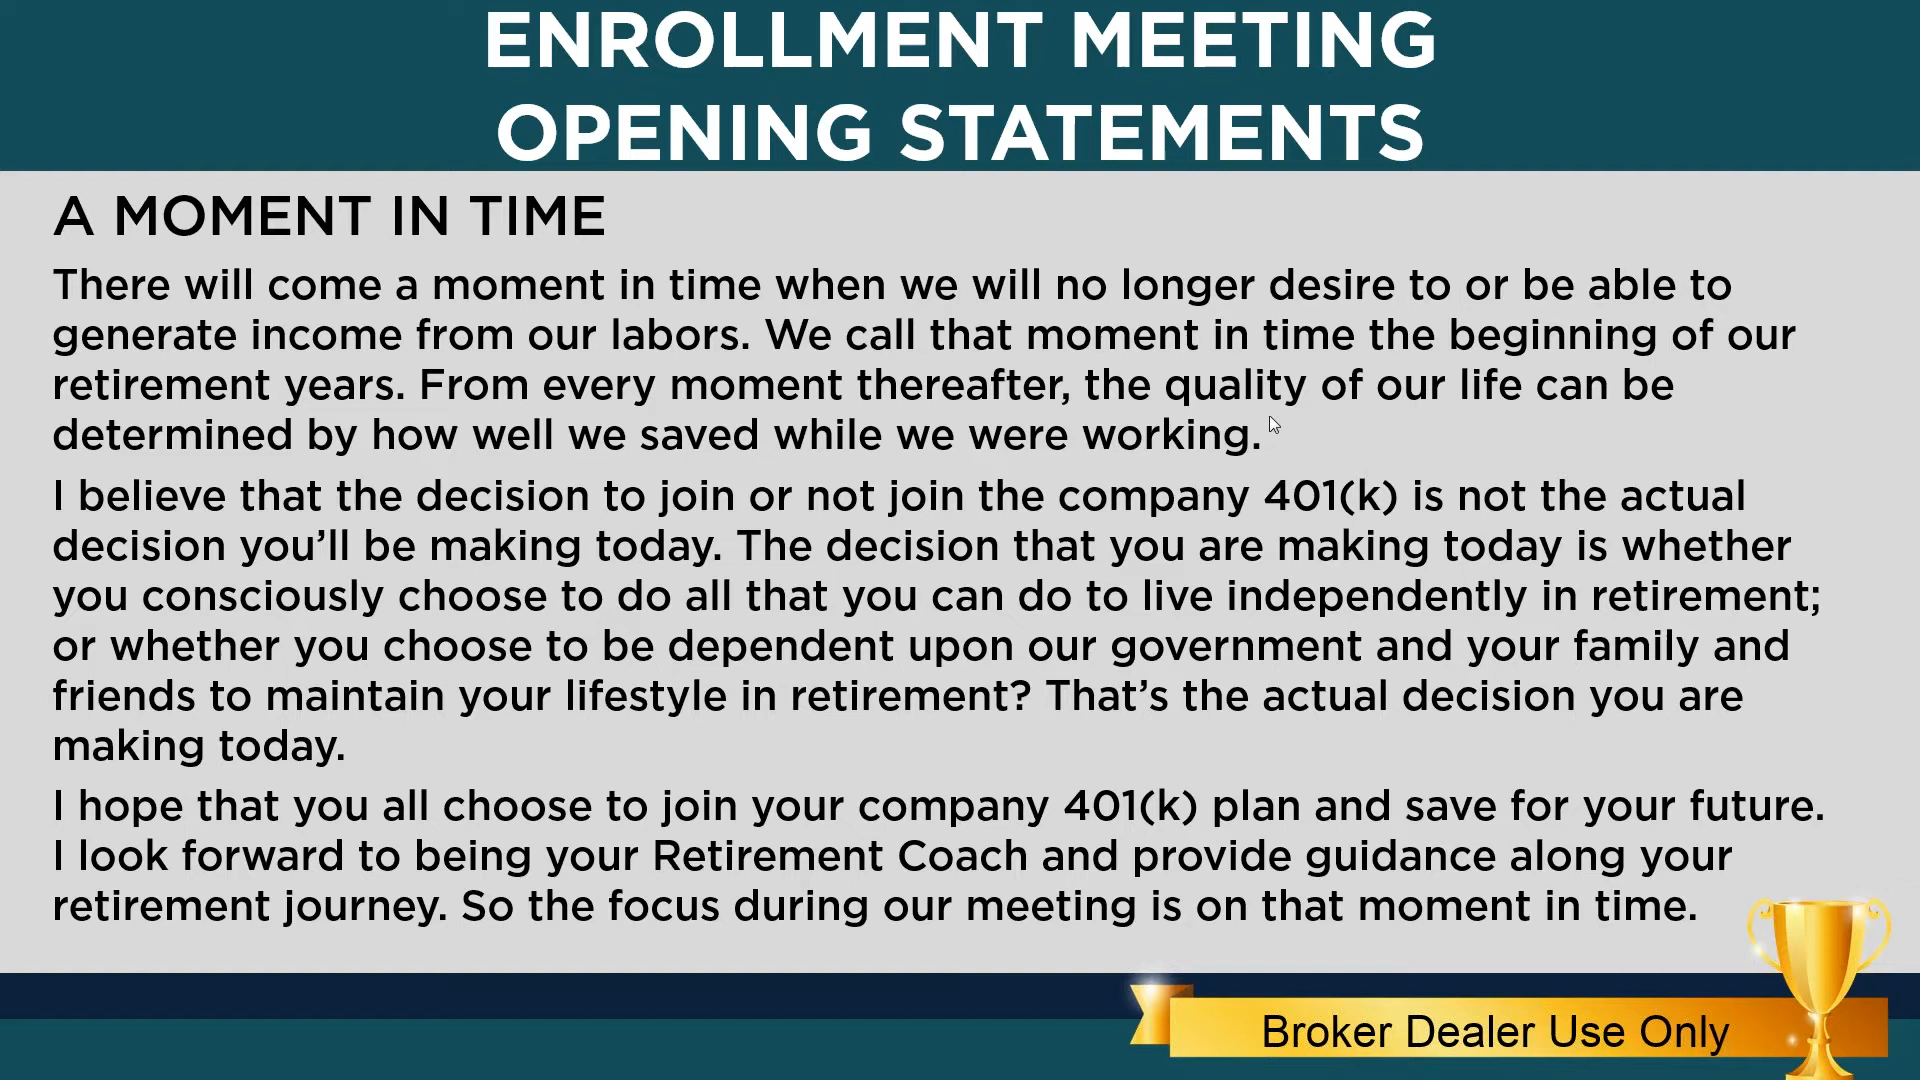 ENROLLMENT MEETING
OPENING STATEMENTS
A MOMENT IN TIME
There will come a moment in time when we will no longer desire to or be able to
generate income from our labors. We call that moment in time the beginning of our
retirement years. From every moment thereafter, the quality of our life can be
determined by how well we saved while we were working.
I believe that the decision to join or not join the company 401(k) is not the actual
decision you’ll be making today. The decision that you are making today is whether
you consciously choose to do all that you can do to live independently in retirement;
or whether you choose to be dependent upon our government and your family and
friends to maintain your lifestyle in retirement? That’s the actual decision you are
making today.
I hope that you all choose to join your company 401(k) plan and save for your future.
I look forward to being your Retirement Coach and provide guidance along your
retirement journey. So the focus during our meeting is on that moment in time.
Broker Dealer Use Only